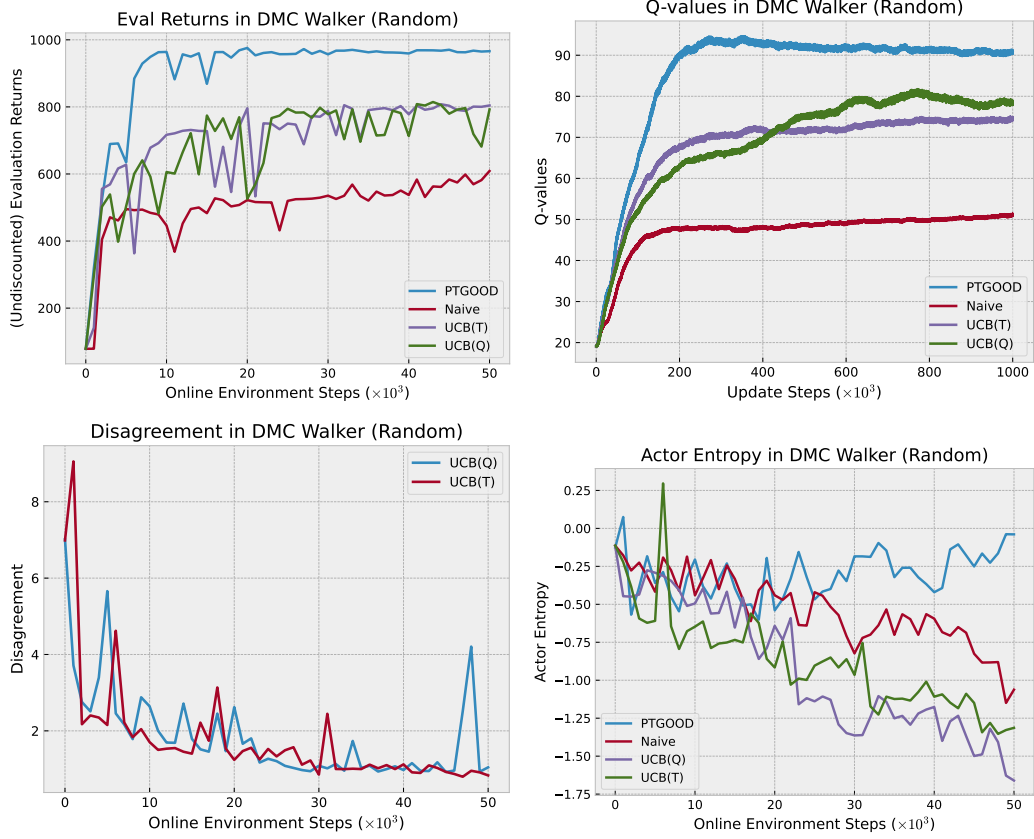 Eval Returns in DMC Walker (Random)
1000
800
600
400
200
(Undiscounted) Evaluation Returns
0 10 20 30 40 50
Online Environment Steps (×10³)
PTGOOD
Naive
UCB(T)
UCB(Q)
Q-values in DMC Walker (Random)
90
80
70
60
50
40
30
20
Q-values
0 200 400 600 800 1000
Update Steps (×10³)
PTGOOD
Naive
UCB(T)
UCB(Q)
Disagreement in DMC Walker (Random)
8
6
4
2
Disagreement
0 10 20 30 40 50
Online Environment Steps (×10³)
UCB(Q)
UCB(T)
Actor Entropy in DMC Walker (Random)
0.25
0.00
−0.25
−0.50
−0.75
−1.00
−1.25
−1.50
−1.75
Actor Entropy
0 10 20 30 40 50
Online Environment Steps (×10³)
PTGOOD
Naive
UCB(Q)
UCB(T)